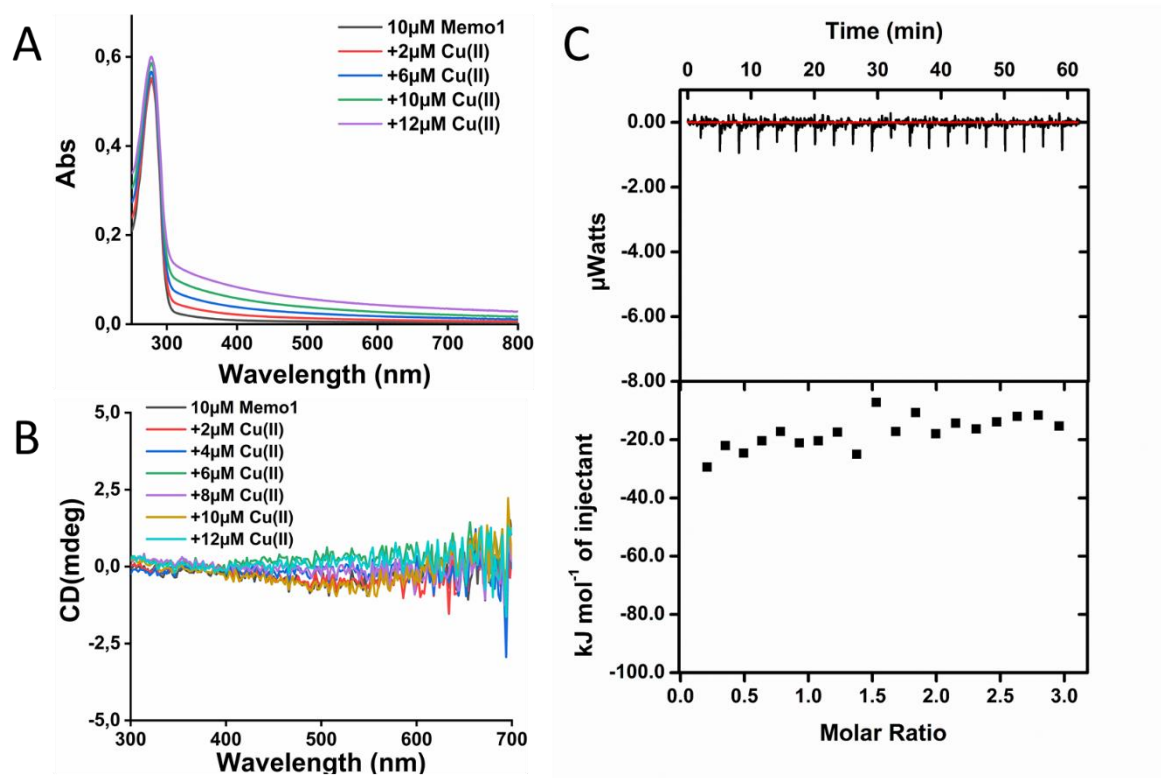 A
10µM Memo1
+2µM Cu(II)
+6µM Cu(II)
+10µM Cu(II)
+12µM Cu(II)
0,6
0,4
0,2
0,0
Abs
300 400 500 600 700 800
Wavelength (nm)
B
10µM Memo1
+2µM Cu(II)
+4µM Cu(II)
+6µM Cu(II)
+8µM Cu(II)
+10µM Cu(II)
+12µM Cu(II)
5,0
2,5
0,0
-2,5
-5,0
CD(mdeg)
300 400 500 600 700
Wavelength (nm)
C
Time (min)
0 10 20 30 40 50 60
0.00
-2.00
-4.00
-6.00
-8.00
µWatts
-20.0
-40.0
-60.0
-80.0
-100.0
kJ mol⁻¹ of injectant
0.0 0.5 1.0 1.5 2.0 2.5 3.0
Molar Ratio